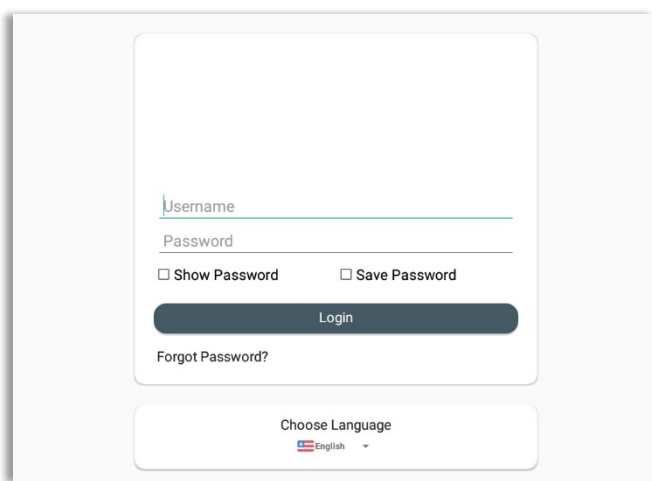 Username
Password
Show Password Save Password
Login
Forgot Password?
Choose Language
English